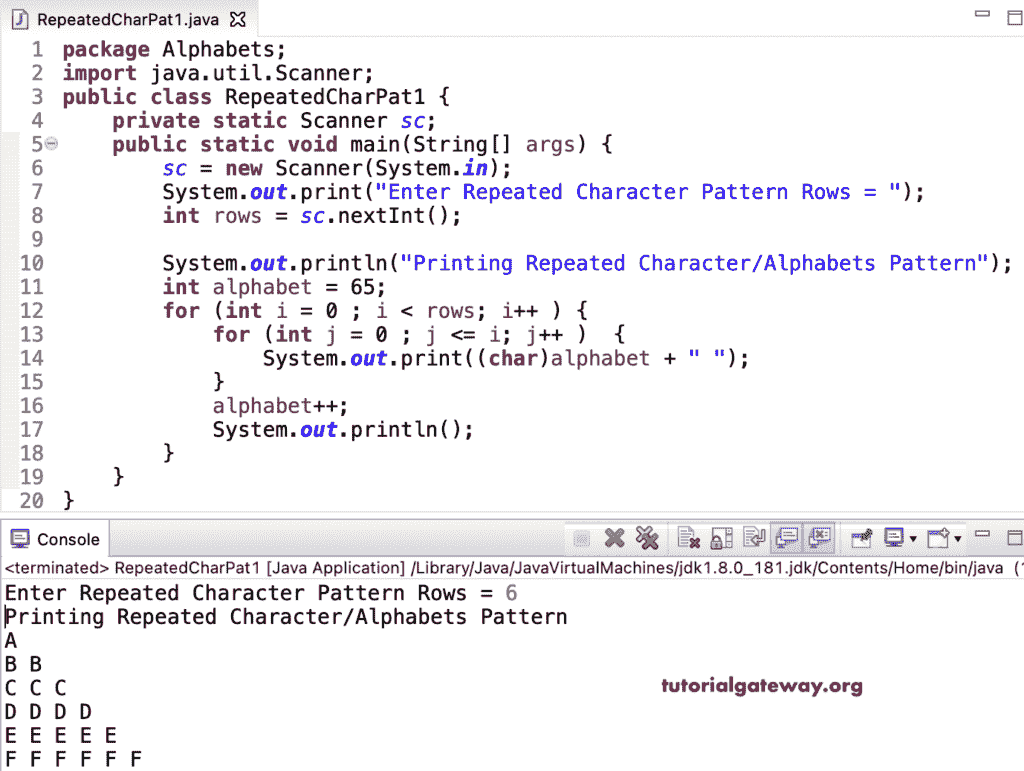 RepeatedCharPat1.java
1 package Alphabets;
2 import java.util.Scanner;
3 public class RepeatedCharPat1 {
4     private static Scanner sc;
5     public static void main(String[] args) {
6         sc = new Scanner(System.in);
7         System.out.print("Enter Repeated Character Pattern Rows = ");
8         int rows = sc.nextInt();
9
10         System.out.println("Printing Repeated Character/Alphabets Pattern");
11         int alphabet = 65;
12         for (int i = 0 ; i < rows; i++ ) {
13             for (int j = 0 ; j <= i; j++ )  {
14                 System.out.print((char)alphabet + " ");
15             }
16             alphabet++;
17             System.out.println();
18         }
19     }
20 }
Console
<terminated> RepeatedCharPat1 [Java Application] /Library/Java/JavaVirtualMachines/jdk1.8.0_181.jdk/Contents/Home/bin/java (1
Enter Repeated Character Pattern Rows = 6
Printing Repeated Character/Alphabets Pattern
A
B B
C C C
D D D D
E E E E E
F F F F F F
tutorialgateway.org